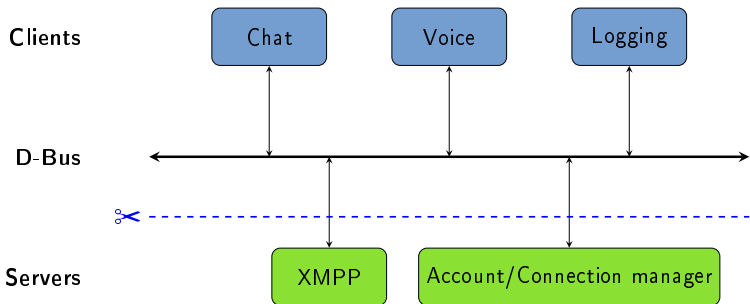 Clients Chat Voice Logging
D-Bus
Servers XMPP Account/Connection manager